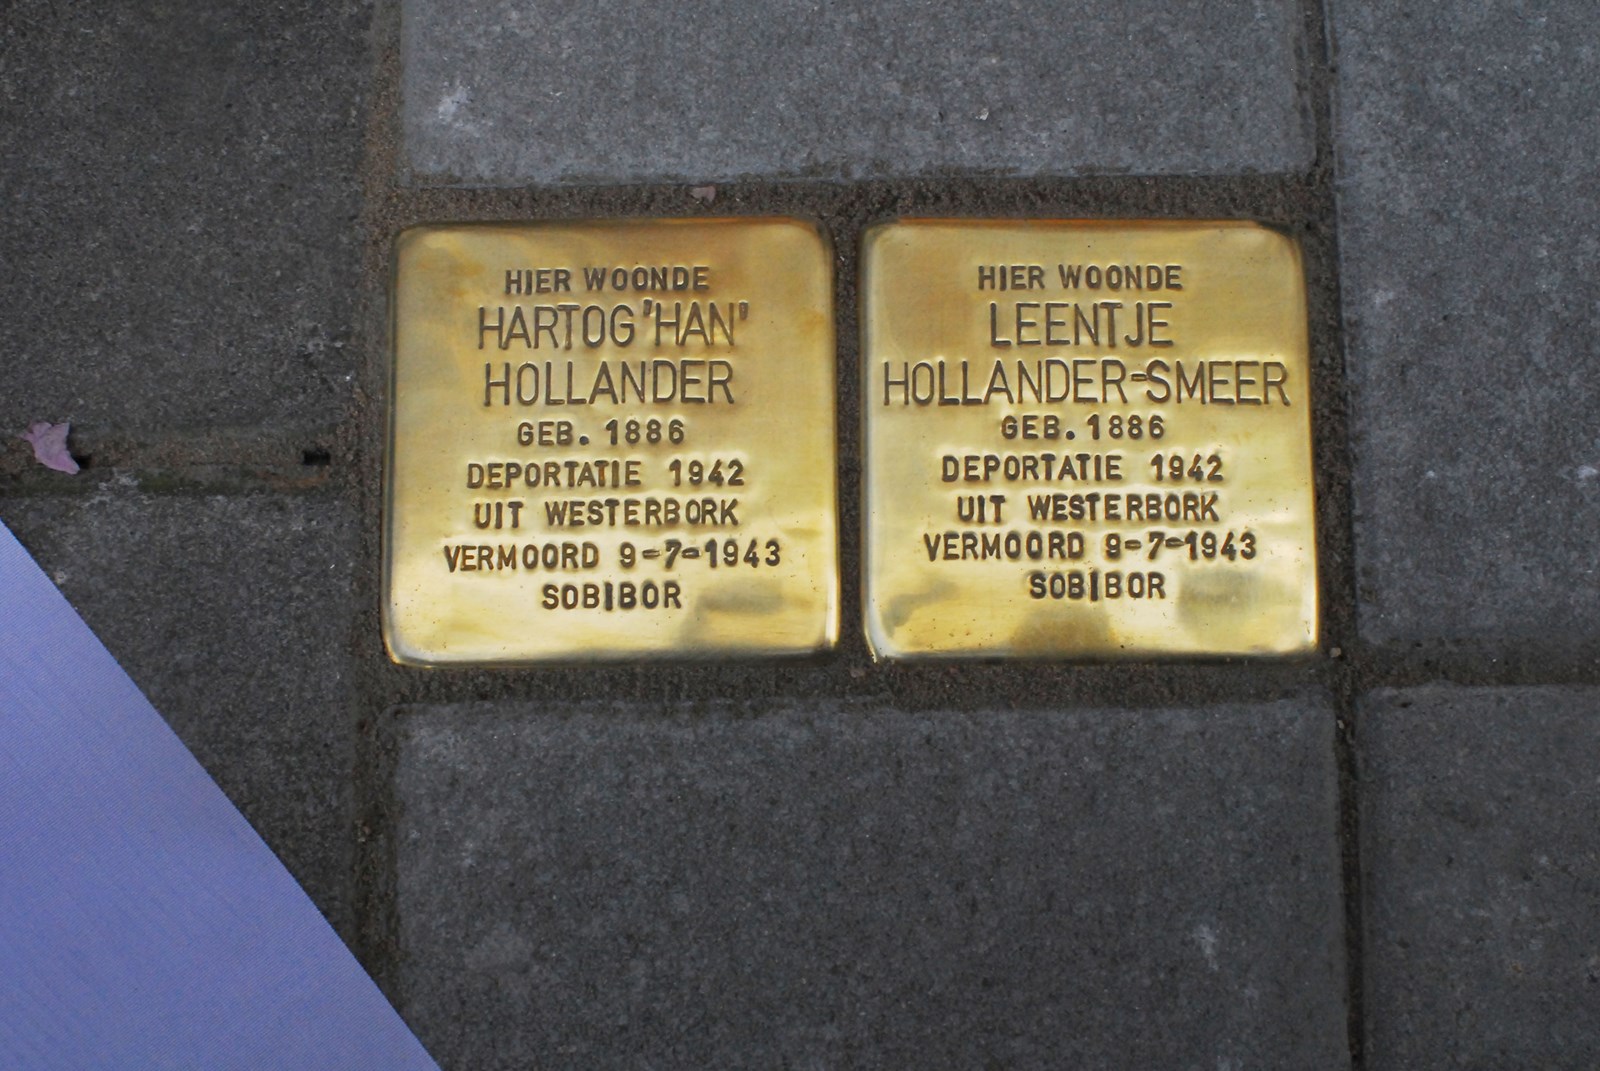 HIER WOONDE
HARTOG 'HAN'
HOLLANDER
GEB. 1886
DEPORTATIE 1942
UIT WESTERBORK
VERMOORD 9-7-1943
SOBIBOR
HIER WOONDE
LEENTJE
HOLLANDER-SMEER
GEB. 1886
DEPORTATIE 1942
UIT WESTERBORK
VERMOORD 9-7-1943
SOBIBOR